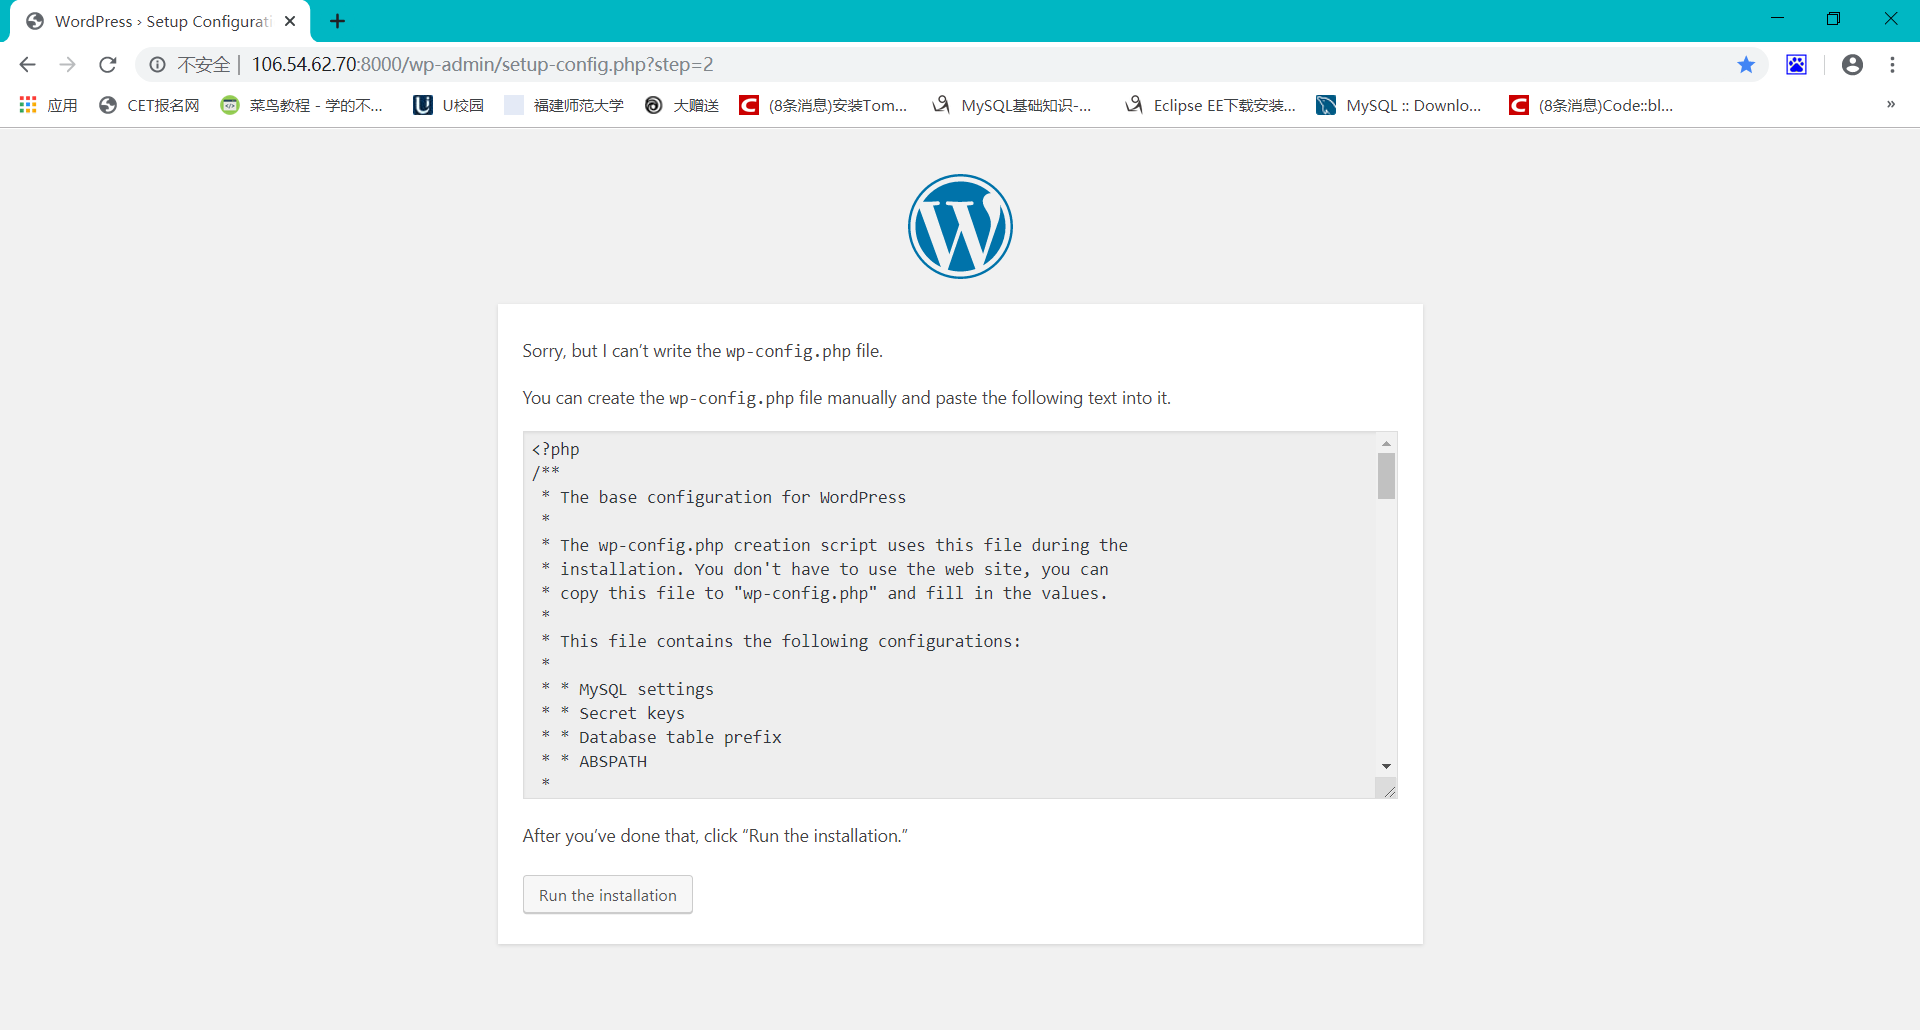 WordPress › Setup Configurati
不安全 | 106.54.62.70:8000/wp-admin/setup-config.php?step=2
应用 CET报名网 菜鸟教程 - 学的不... U校园 福建师范大学 大赠送 (8条消息)安装Tom... MySQL基础知识-... Eclipse EE下载安装... MySQL :: Downlo... (8条消息)Code::bl... »
Sorry, but I can’t write the wp-config.php file.
You can create the wp-config.php file manually and paste the following text into it.
<?php
/**
 * The base configuration for WordPress
 *
 * The wp-config.php creation script uses this file during the
 * installation. You don't have to use the web site, you can
 * copy this file to "wp-config.php" and fill in the values.
 *
 * This file contains the following configurations:
 *
 * * MySQL settings
 * * Secret keys
 * * Database table prefix
 * * ABSPATH
 *
After you’ve done that, click “Run the installation.”
Run the installation